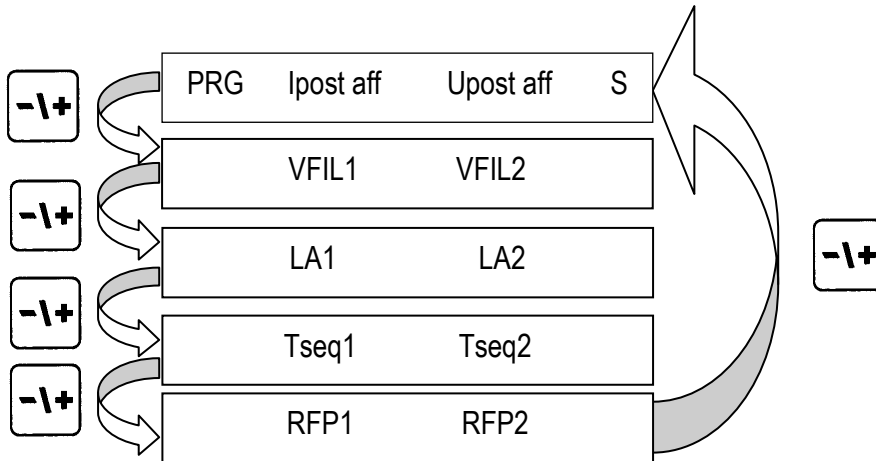 PRG Ipost aff Upost aff S
-\+
VFIL1 VFIL2
-\+
LA1 LA2
-\+
-\+
Tseq1 Tseq2
-\+
RFP1 RFP2